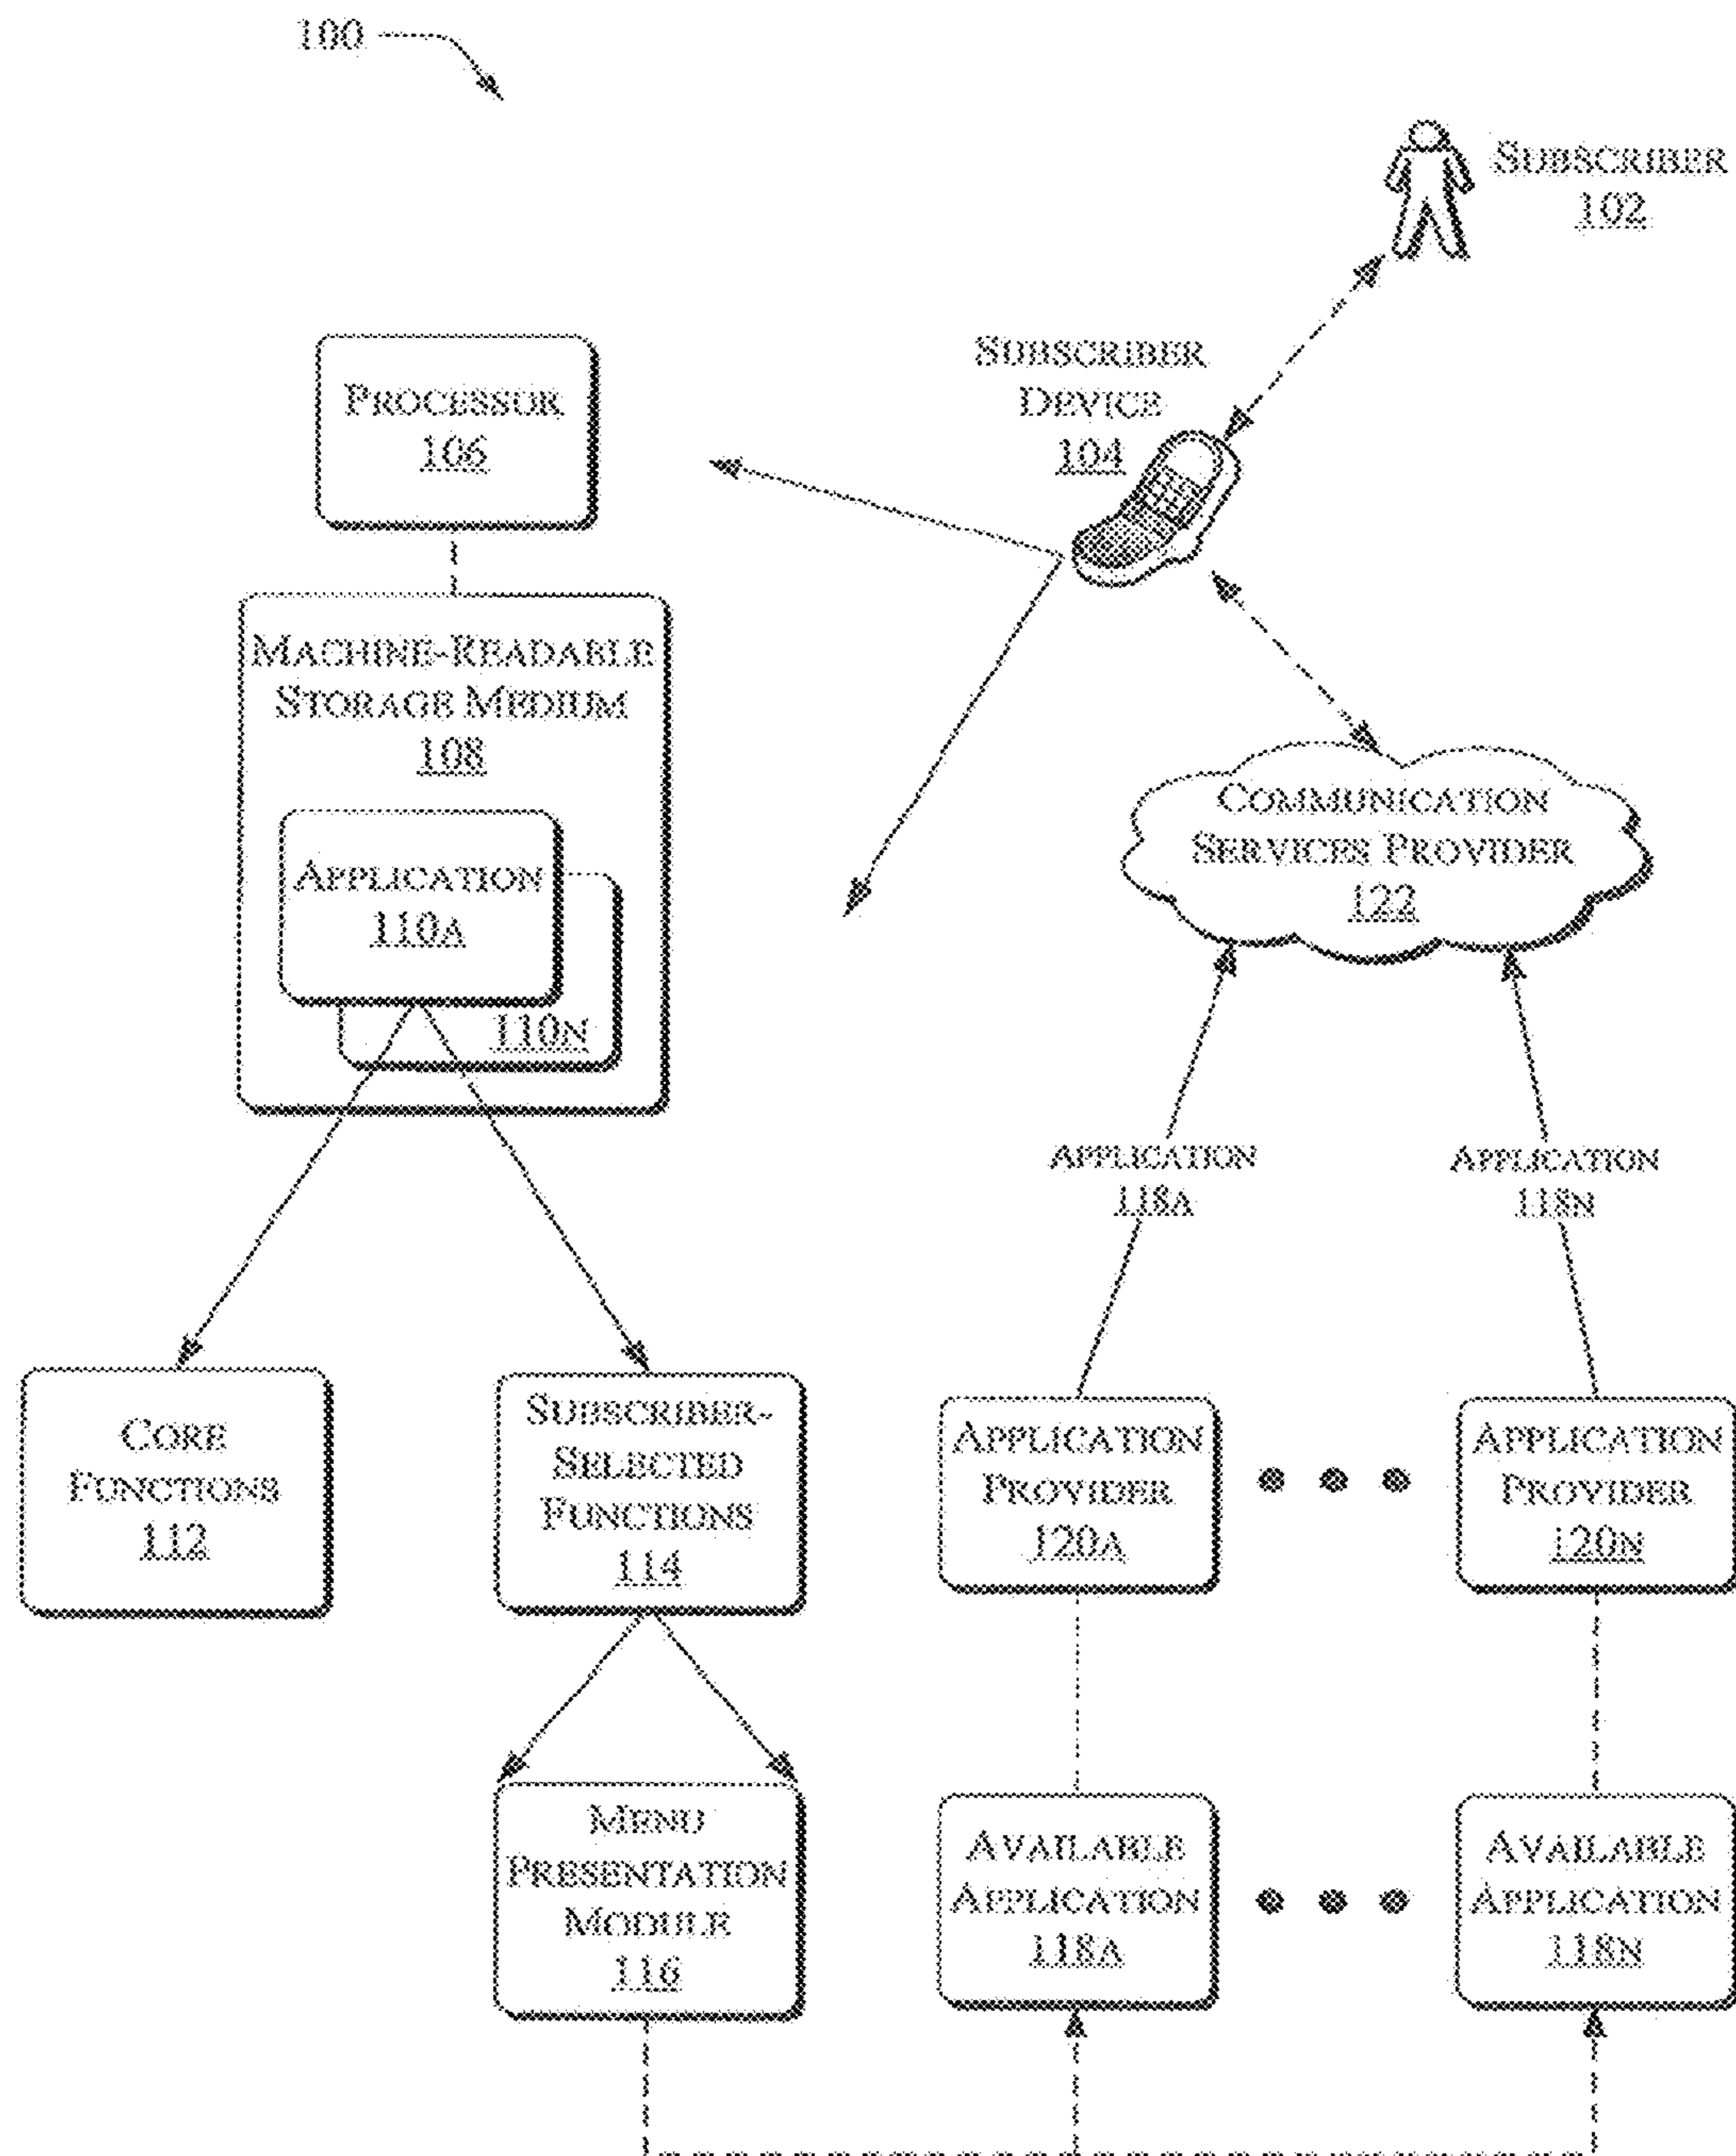 100
SUBSCRIBER
102
SUBSCRIBER
DEVICE
104
PROCESSOR
106
MACHINE-READABLE
STORAGE MEDIUM
108
APPLICATION
110A
110N
COMMUNICATION
SERVICES PROVIDER
122
APPLICATION
118A
APPLICATION
118N
CORE
FUNCTIONS
112
SUBSCRIBER-
SELECTED
FUNCTIONS
114
APPLICATION
PROVIDER
120A
APPLICATION
PROVIDER
120N
MENU
PRESENTATION
MODULE
116
AVAILABLE
APPLICATION
118A
AVAILABLE
APPLICATION
118N